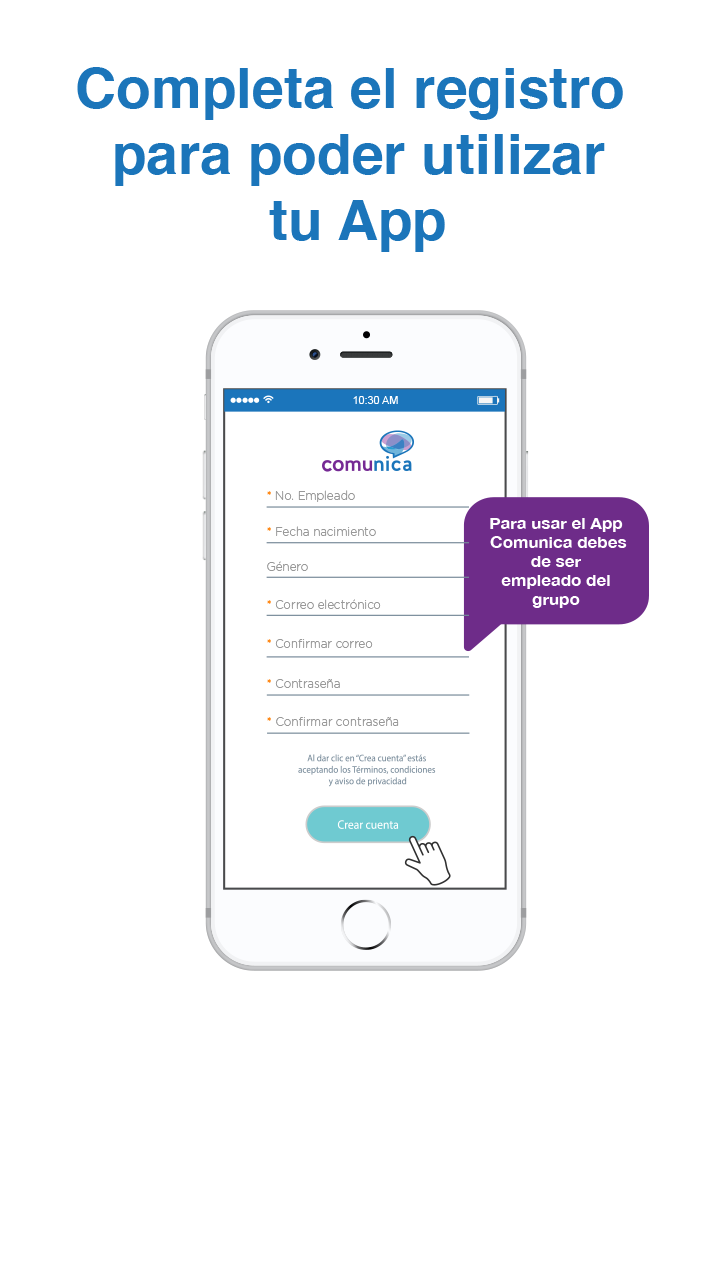 Completa el registro
para poder utilizar
tu App
10:30 AM
comunica
* No. Empleado
* Fecha nacimiento
Género
* Correo electrónico
* Confirmar correo
* Contraseña
* Confirmar contraseña
Para usar el App
Comunica debes
de ser
empleado del
grupo
Al dar clic en "Crea cuenta" estás
aceptando los Términos, condiciones
y aviso de privacidad
Crear cuenta